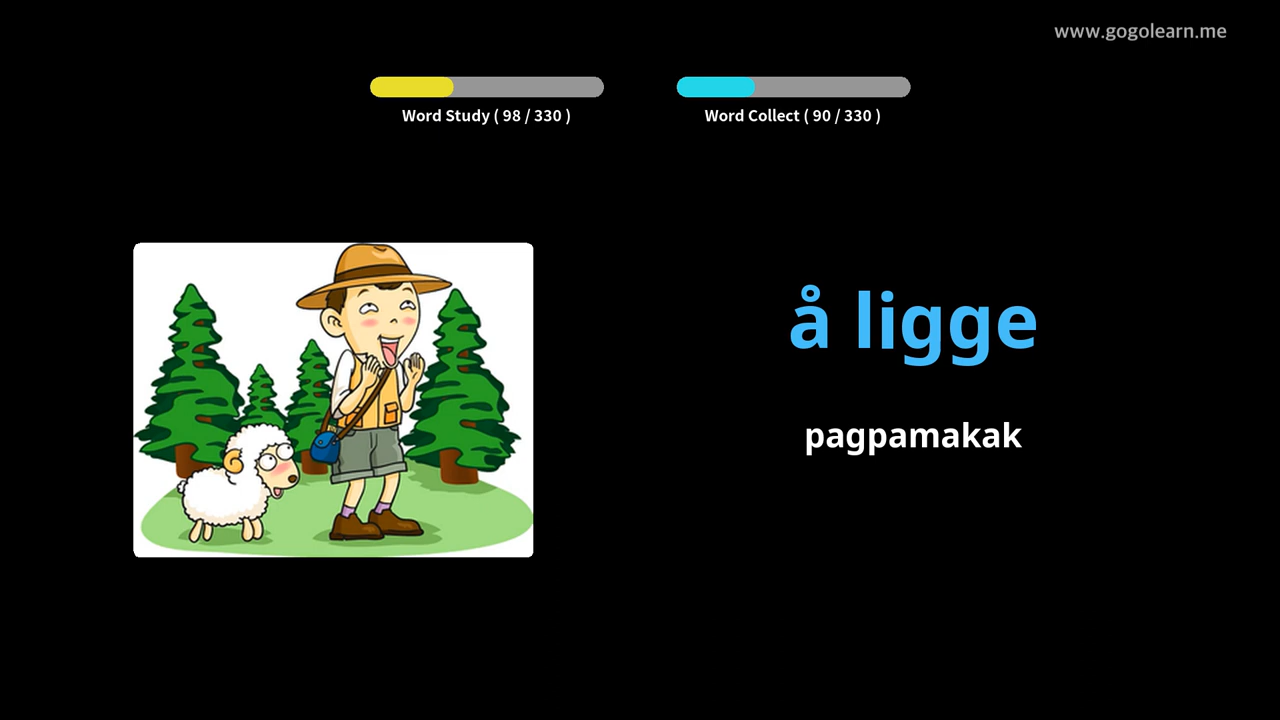 www.gogolearn.me
Word Study ( 98 / 330 )
Word Collect ( 90 / 330 )
å ligge
pagpamakak